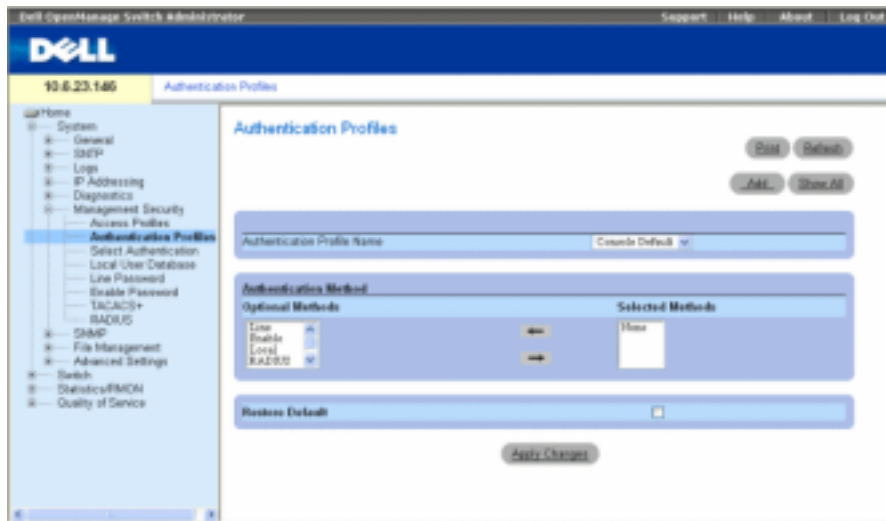 Dell OpenManage Switch Administrator
Support Help About Log Out
DELL
10.6.23.146
Authentication Profiles
Home
System
General
SNTP
Logs
IP Addressing
Diagnostics
Management Security
Access Profiles
Authentication Profiles
Select Authentication
Local User Database
Line Password
Enable Password
TACACS+
RADIUS
SNMP
File Management
Advanced Settings
Switch
Statistics/RMON
Quality of Service
Authentication Profiles
Print Refresh
Add Show All
Authentication Profile Name
Console Default
Authentication Method
Optional Methods
Selected Methods
Line
Enable
Local
RADIUS
None
Restore Default
Apply Changes